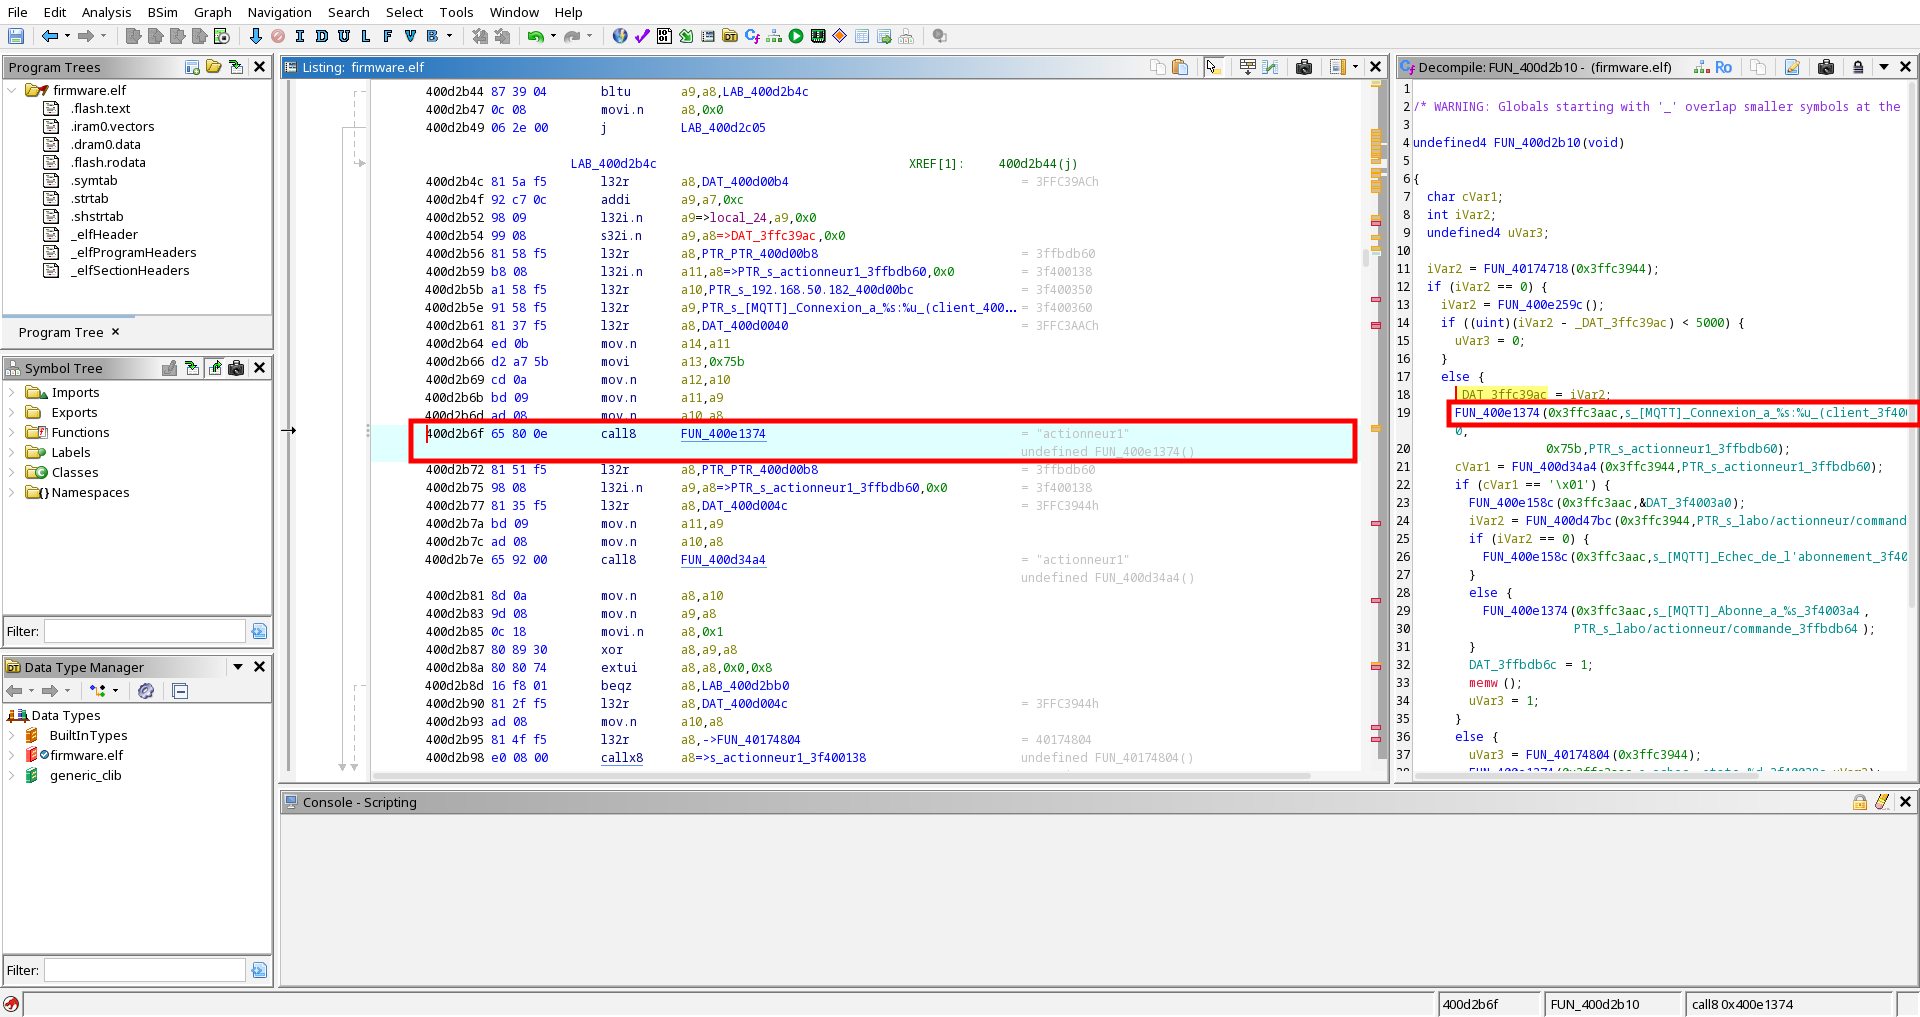 File Edit Analysis BSim Graph Navigation Search Select Tools Window Help
I D U L F V B
Program Trees
firmware.elf
.flash.text
.iram0.vectors
.dram0.data
.flash.rodata
.symtab
.strtab
.shstrtab
_elfHeader
_elfProgramHeaders
_elfSectionHeaders
Program Tree ×
Symbol Tree
Imports
Exports
Functions
Labels
Classes
Namespaces
Filter:
Data Type Manager
Data Types
BuiltInTypes
firmware.elf
generic_clib
Filter:
Listing: firmware.elf
400d2b44 87 39 04 bltu a9,a8,LAB_400d2b4c
400d2b47 0c 08 movi.n a8,0x0
400d2b49 06 2e 00 j LAB_400d2c05
LAB_400d2b4c XREF[1]: 400d2b44(j)
400d2b4c 81 5a f5 l32r a8,DAT_400d00b4 = 3FFC39ACh
400d2b4f 92 c7 0c addi a9,a7,0xc
400d2b52 98 09 l32i.n a9=>local_24,a9,0x0
400d2b54 99 08 s32i.n a9,a8=>DAT_3ffc39ac,0x0
400d2b56 81 58 f5 l32r a8,PTR_PTR_400d00b8 = 3ffbdb60
400d2b59 b8 08 l32i.n a11,a8=>PTR_s_actionneur1_3ffbdb60,0x0 = 3f400138
400d2b5b a1 58 f5 l32r a10,PTR_s_192.168.50.182_400d00bc = 3f400350
400d2b5e 91 58 f5 l32r a9,PTR_s_[MQTT]_Connexion_a_%s:%u_(client_400... = 3f400360
400d2b61 81 37 f5 l32r a8,DAT_400d0040 = 3FFC3AACh
400d2b64 ed 0b mov.n a14,a11
400d2b66 d2 a7 5b movi a13,0x75b
400d2b69 cd 0a mov.n a12,a10
400d2b6b bd 09 mov.n a11,a9
400d2b6d ad 08 mov.n a10,a8
400d2b6f 65 80 0e call8 FUN_400e1374 = "actionneur1"
undefined FUN_400e1374()
400d2b72 81 51 f5 l32r a8,PTR_PTR_400d00b8 = 3ffbdb60
400d2b75 98 08 l32i.n a9,a8=>PTR_s_actionneur1_3ffbdb60,0x0 = 3f400138
400d2b77 81 35 f5 l32r a8,DAT_400d004c = 3FFC3944h
400d2b7a bd 09 mov.n a11,a9
400d2b7c ad 08 mov.n a10,a8
400d2b7e 65 92 00 call8 FUN_400d34a4 = "actionneur1"
undefined FUN_400d34a4()
400d2b81 8d 0a mov.n a8,a10
400d2b83 9d 08 mov.n a9,a8
400d2b85 0c 18 movi.n a8,0x1
400d2b87 80 89 30 xor a8,a9,a8
400d2b8a 80 80 74 extui a8,a8,0x0,0x8
400d2b8d 16 f8 01 beqz a8,LAB_400d2bb0
400d2b90 81 2f f5 l32r a8,DAT_400d004c = 3FFC3944h
400d2b93 ad 08 mov.n a10,a8
400d2b95 81 4f f5 l32r a8,->FUN_40174804 = 40174804
400d2b98 e0 08 00 callx8 a8=>s_actionneur1_3f400138 undefined FUN_40174804()
Decompile: FUN_400d2b10 - (firmware.elf)
Ro
1
2 /* WARNING: Globals starting with '_' overlap smaller symbols at the
3
4 undefined4 FUN_400d2b10(void)
5
6 {
7 char cVar1;
8 int iVar2;
9 undefined4 uVar3;
10
11 iVar2 = FUN_40174718(0x3ffc3944);
12 if (iVar2 == 0) {
13 iVar2 = FUN_400e259c();
14 if ((uint)(iVar2 - _DAT_3ffc39ac) < 5000) {
15 uVar3 = 0;
16 }
17 else {
18 _DAT_3ffc39ac = iVar2;
19 FUN_400e1374(0x3ffc3aac,s_[MQTT]_Connexion_a_%s:%u_(client_3f40
0,
20 0x75b,PTR_s_actionneur1_3ffbdb60);
21 cVar1 = FUN_400d34a4(0x3ffc3944,PTR_s_actionneur1_3ffbdb60);
22 if (cVar1 == '\x01') {
23 FUN_400e158c(0x3ffc3aac,&DAT_3f4003a0);
24 iVar2 = FUN_400d47bc(0x3ffc3944,PTR_s_labo/actionneur/command
25 if (iVar2 == 0) {
26 FUN_400e158c(0x3ffc3aac,s_[MQTT]_Echec_de_l'abonnement_3f40
27 }
28 else {
29 FUN_400e1374(0x3ffc3aac,s_[MQTT]_Abonne_a_%s_3f4003a4,
30 PTR_s_labo/actionneur/commande_3ffbdb64);
31 }
32 DAT_3ffbdb6c = 1;
33 memw();
34 uVar3 = 1;
35 }
36 else {
37 uVar3 = FUN_40174804(0x3ffc3944);
Console - Scripting
400d2b6f FUN_400d2b10 call8 0x400e1374